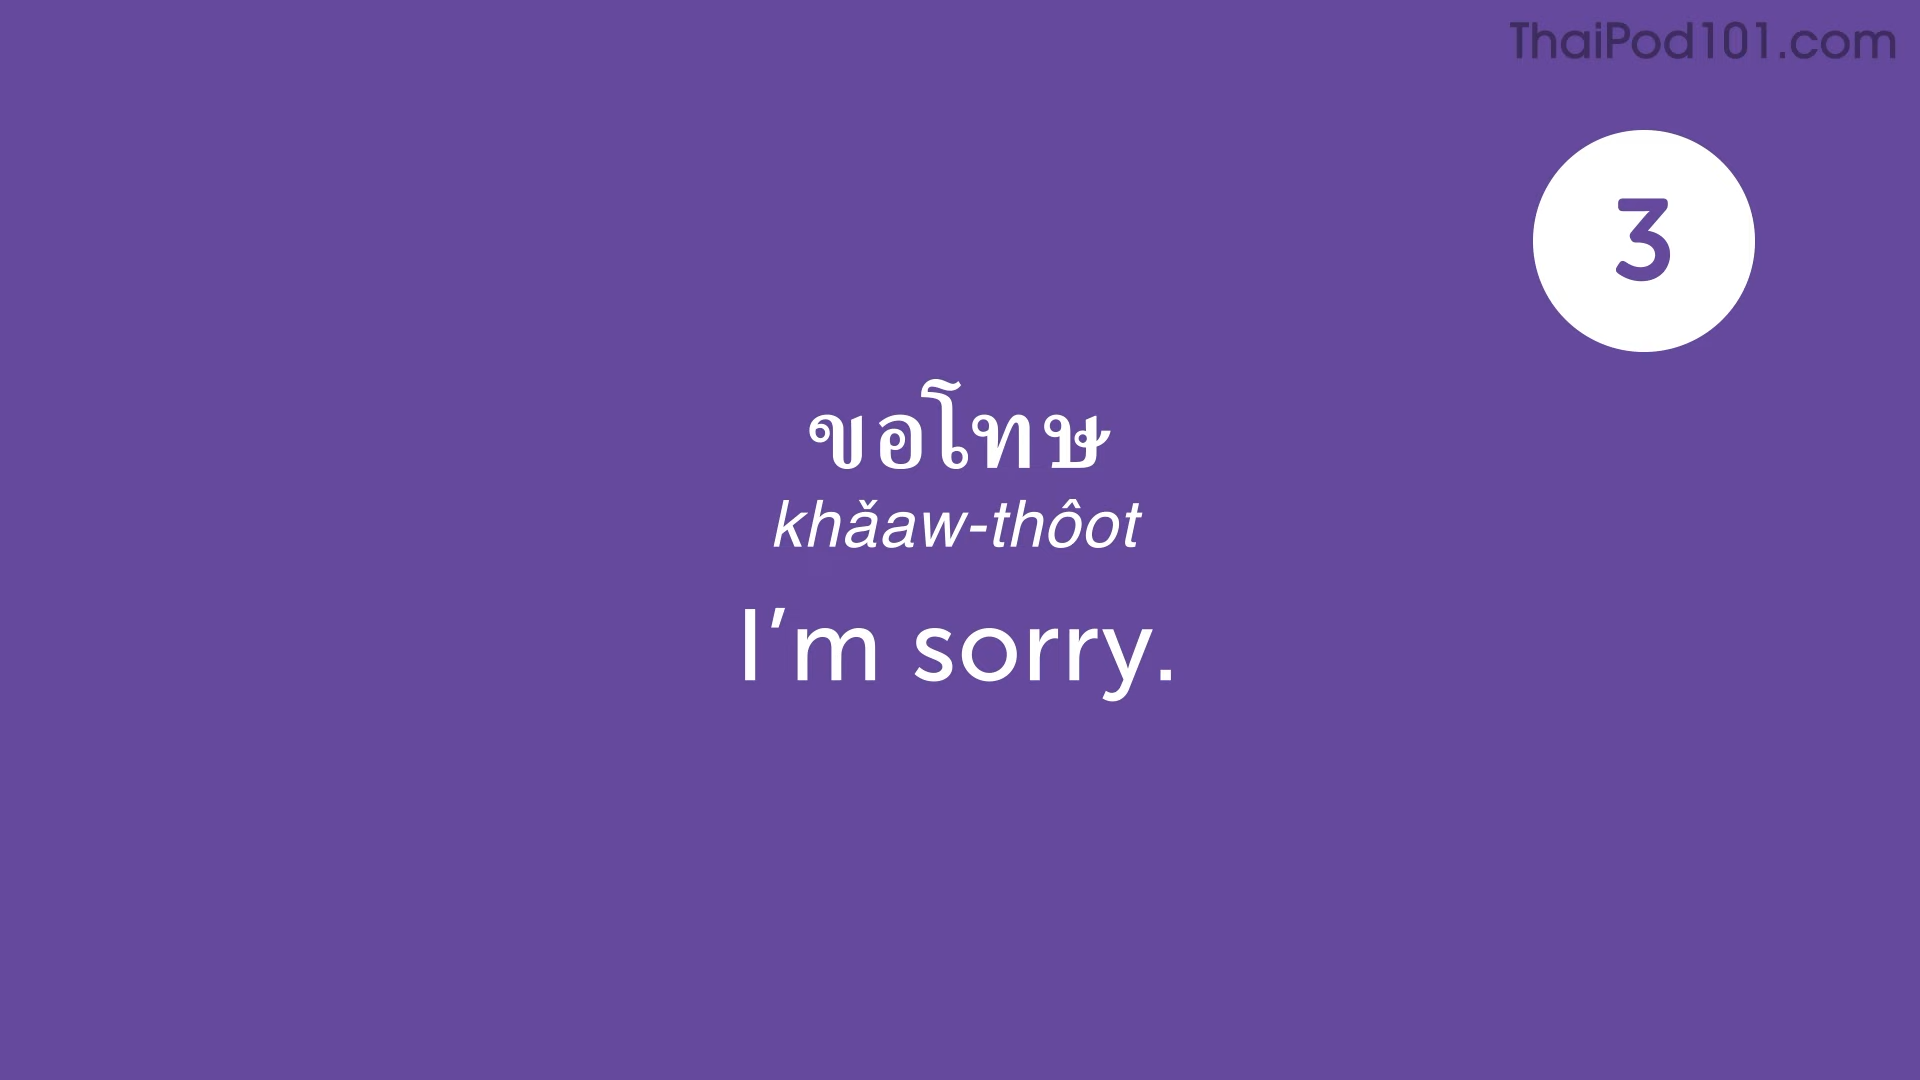 ThaiPod101.com
3
ขอโทษ
khǎaw-thôot
I’m sorry.